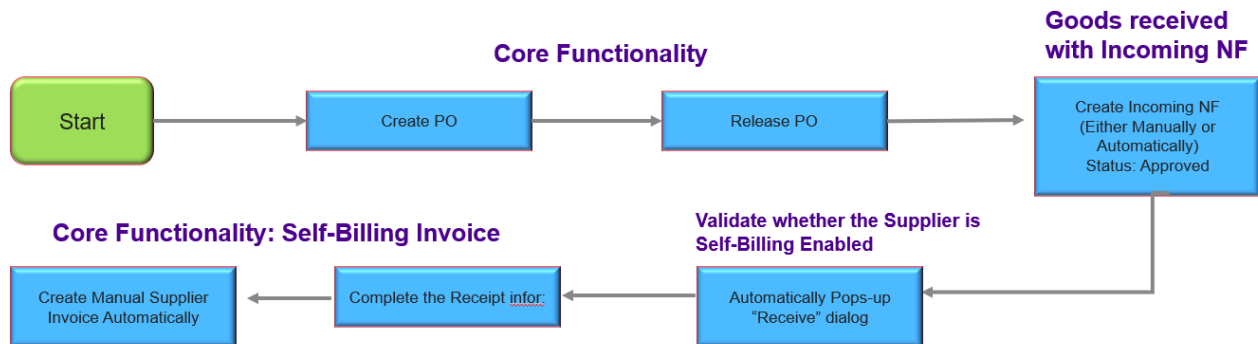 Goods received
with Incoming NF
Core Functionality
Start
Create PO
Release PO
Create Incoming NF
(Either Manually or
Automatically)
Status: Approved
Core Functionality: Self-Billing Invoice
Validate whether the Supplier is
Self-Billing Enabled
Create Manual Supplier
Invoice Automatically
Complete the Receipt infor:
Automatically Pops-up
“Receive” dialog